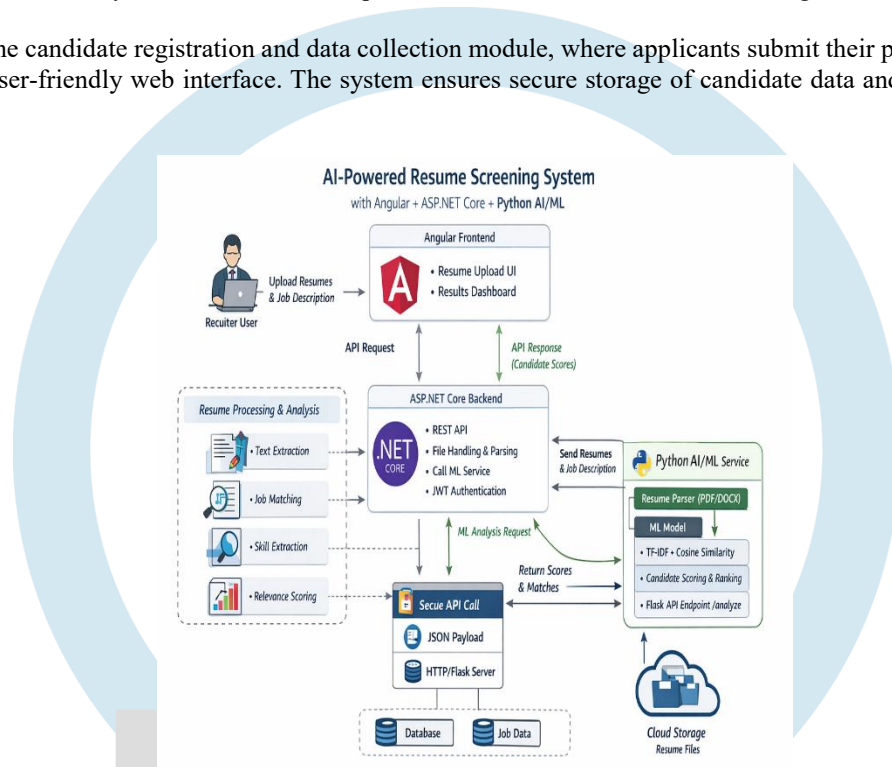 he candidate registration and data collection module, where applicants submit their p
ser-friendly web interface. The system ensures secure storage of candidate data and
AI-Powered Resume Screening System
with Angular + ASP.NET Core + Python AI/ML
Angular Frontend
• Resume Upload UI
• Results Dashboard
Upload Resumes
& Job Description
Recuiter User
API Request
API Response
(Candidate Scores)
Resume Processing & Analysis
• Text Extraction
• Job Matching
• Skill Extraction
• Relevance Scoring
ASP.NET Core Backend
.NET
CORE
• REST API
• File Handling & Parsing
• Call ML Service
• JWT Authentication
Send Resumes
& Job Description
Python AI/ML Service
Resume Parser (PDF/DOCX)
ML Model
• TF-IDF + Cosine Similarity
• Candidate Scoring & Ranking
• Flask API Endpoint /analyze
ML Analysis Request
Return Scores
& Matches
Secue API Call
JSON Payload
HTTP/Flask Server
Database
Job Data
Cloud Storage
Resume Files